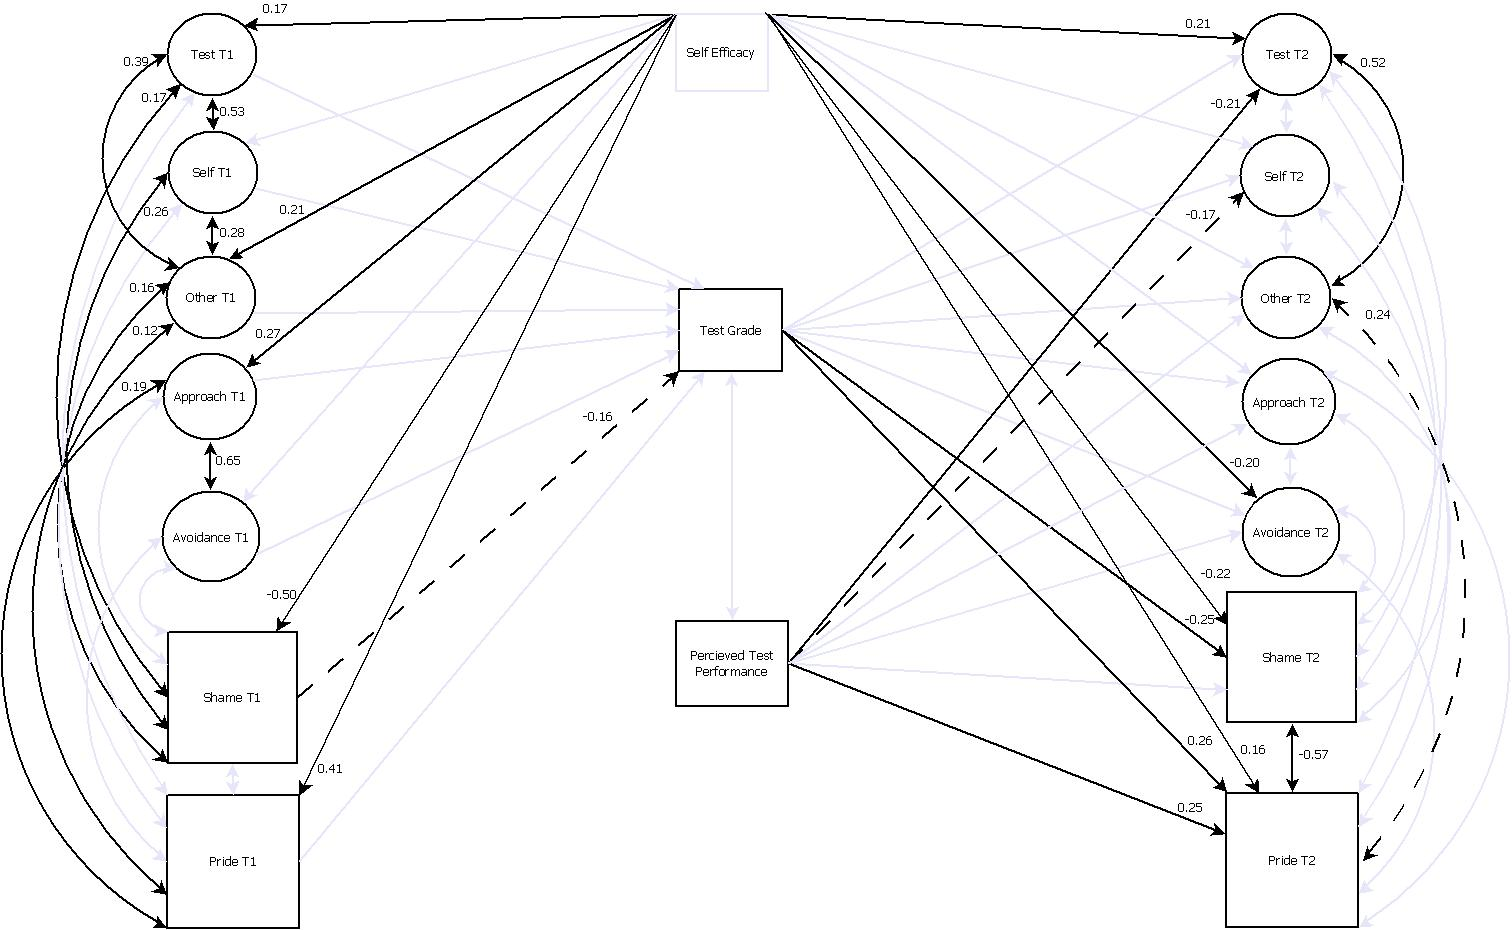 0.17
Test T1
Self Efficacy
0.21
Test T2
0.52
0.39
0.17
0.53
-0.21
Self T1
Self T2
0.26
0.21
-0.17
0.28
0.16
Other T1
Other T2
0.24
0.12
0.27
Test Grade
0.19
Approach T1
Approach T2
-0.16
0.65
-0.20
Avoidance T1
Avoidance T2
-0.50
-0.22
-0.25
Percieved Test
Performance
Shame T2
Shame T1
0.41
0.26
0.16
-0.57
0.25
Pride T1
Pride T2